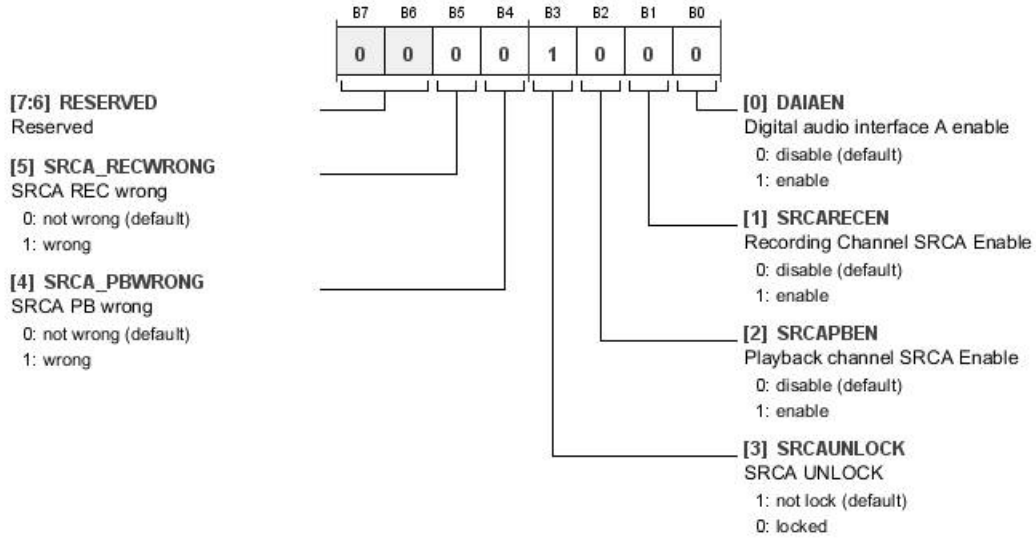 B7 B6 B5 B4 B3 B2 B1 B0
0 0 0 0 1 0 0 0
[7:6] RESERVED
Reserved
[5] SRCA_RECWRONG
SRCA REC wrong
0: not wrong (default)
1: wrong
[4] SRCA_PBWRONG
SRCA PB wrong
0: not wrong (default)
1: wrong
[0] DAIAEN
Digital audio interface A enable
0: disable (default)
1: enable
[1] SRCARECEN
Recording Channel SRCA Enable
0: disable (default)
1: enable
[2] SRCAPBEN
Playback channel SRCA Enable
0: disable (default)
1: enable
[3] SRCAUNLOCK
SRCA UNLOCK
1: not lock (default)
0: locked